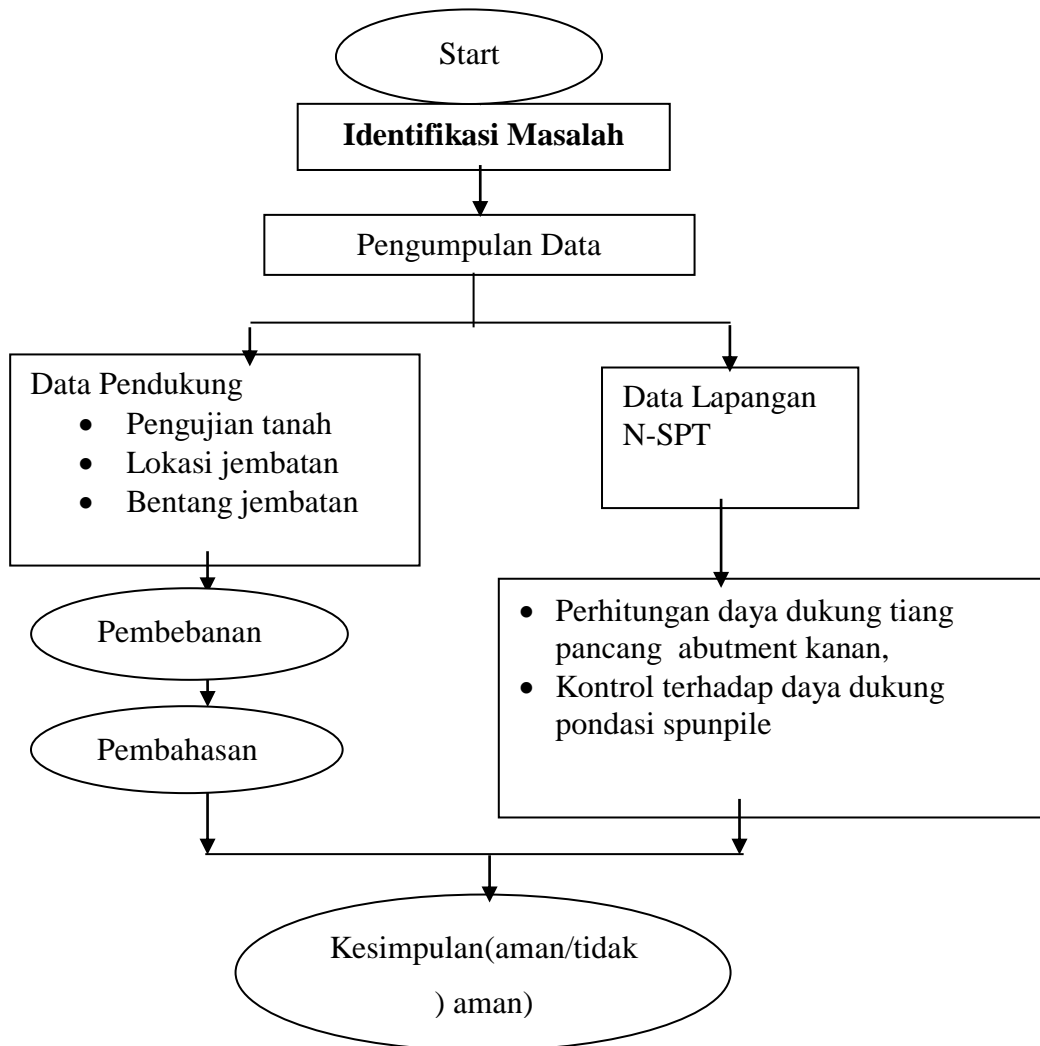 Start
Identifikasi Masalah
Pengumpulan Data
Data Pendukung
• Pengujian tanah
• Lokasi jembatan
• Bentang jembatan
Data Lapangan
N-SPT
Pembebanan
Pembahasan
• Perhitungan daya dukung tiang
pancang abutment kanan,
• Kontrol terhadap daya dukung
pondasi spunpile
Kesimpulan(aman/tidak
) aman)